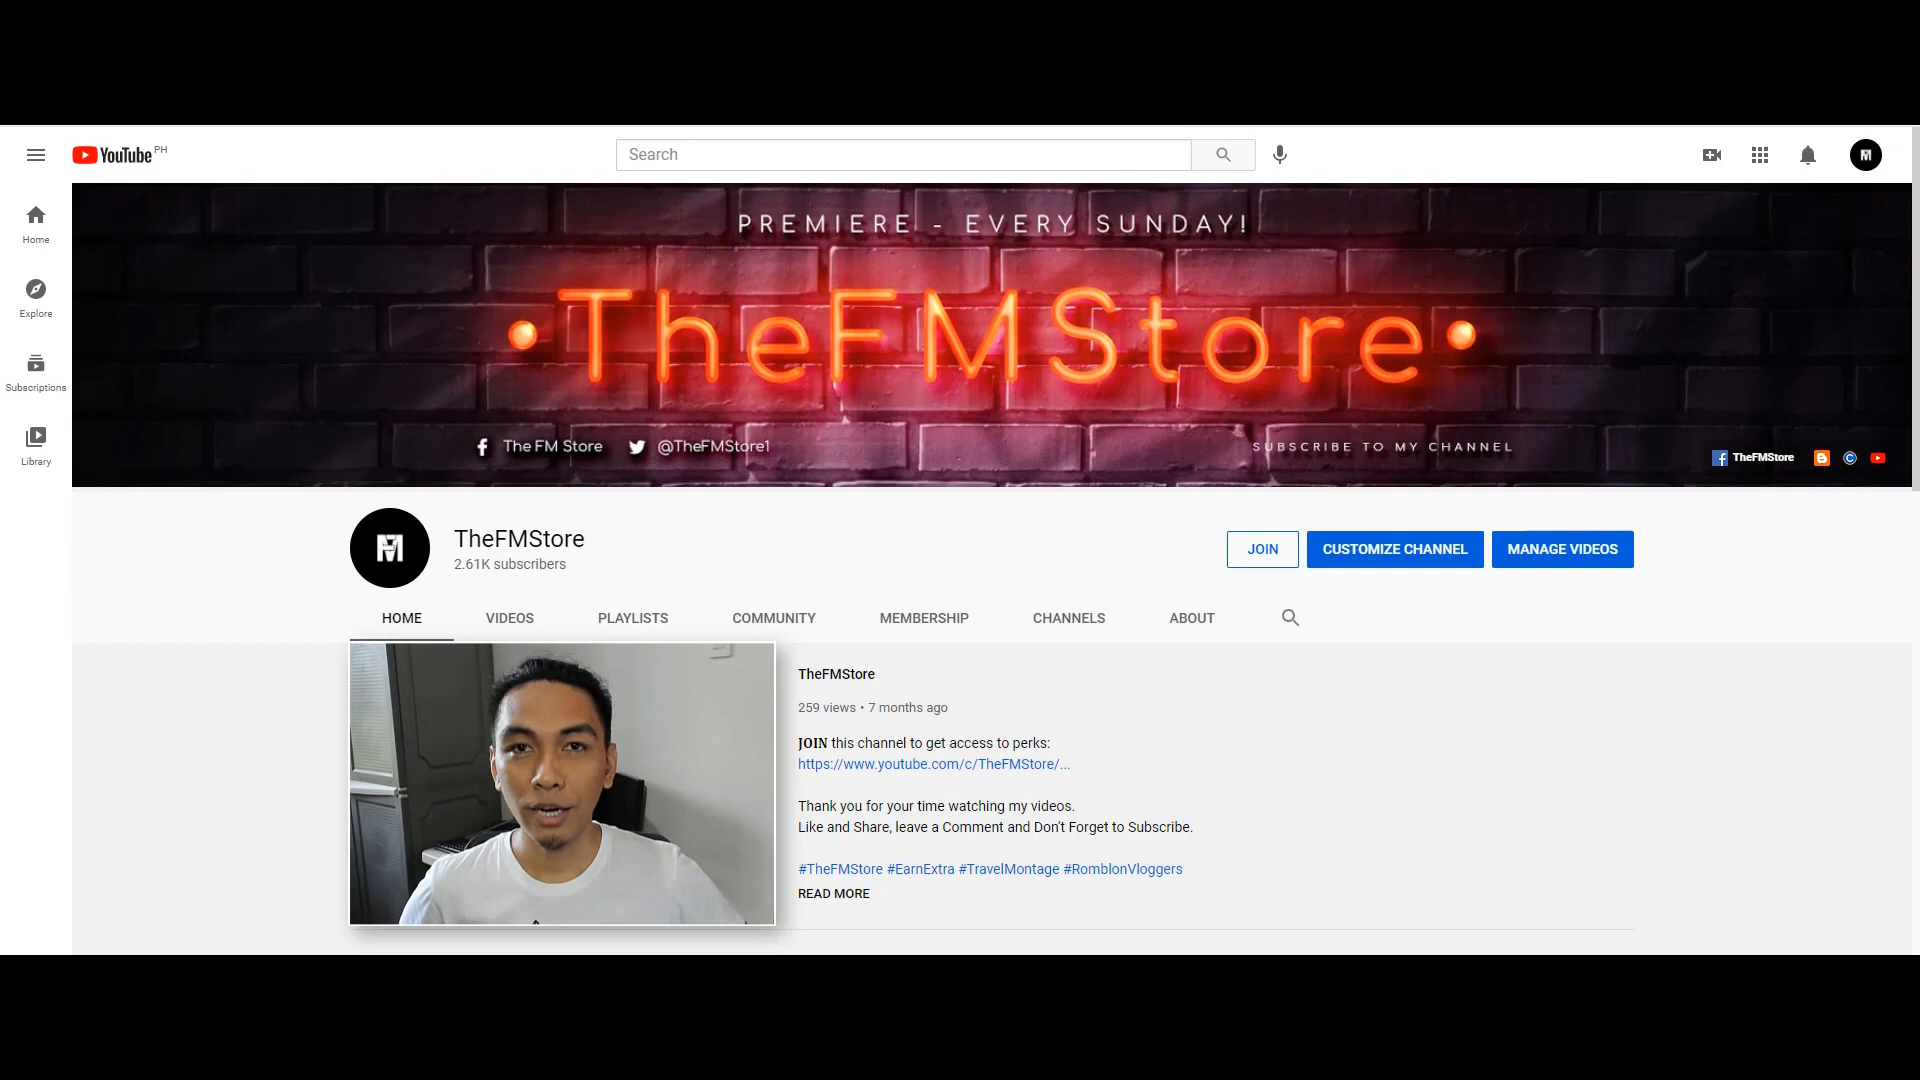 YouTube PH
Search
Home
Explore
Subscriptions
Library
PREMIERE - EVERY SUNDAY!
•TheFMStore•
The FM Store @TheFMStore1
SUBSCRIBE TO MY CHANNEL
TheFMStore
TheFMStore
2.61K subscribers
JOIN
CUSTOMIZE CHANNEL
MANAGE VIDEOS
HOME VIDEOS PLAYLISTS COMMUNITY MEMBERSHIP CHANNELS ABOUT
TheFMStore
259 views • 7 months ago
JOIN this channel to get access to perks:
https://www.youtube.com/c/TheFMStore/...
Thank you for your time watching my videos.
Like and Share, leave a Comment and Don't Forget to Subscribe.
#TheFMStore #EarnExtra #TravelMontage #RomblonVloggers
READ MORE